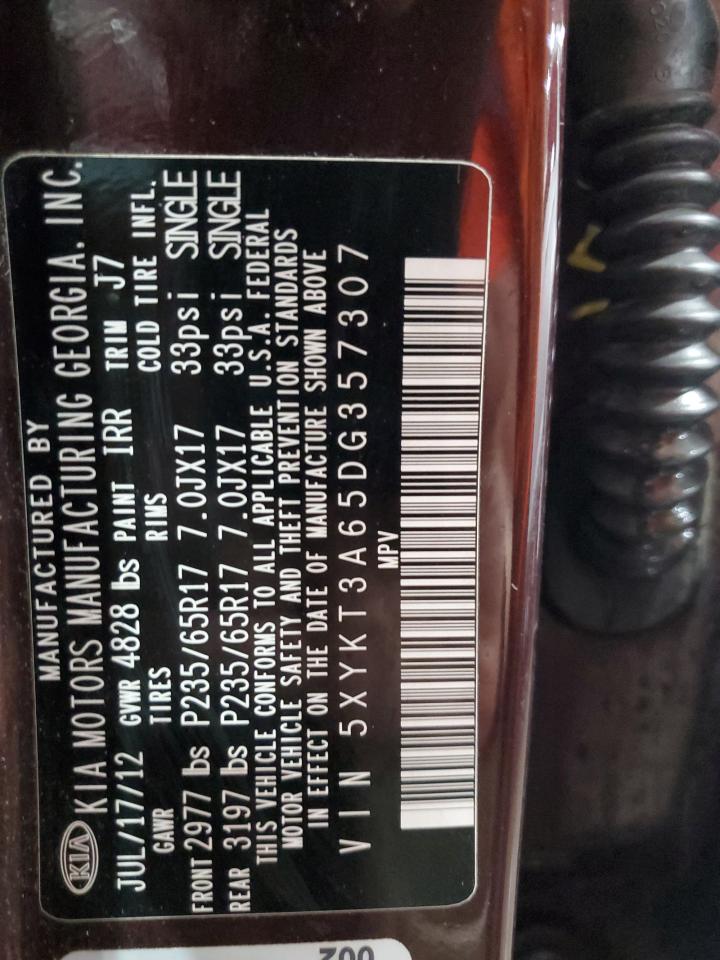 MANUFACTURED BY
KIA KIA MOTORS MANUFACTURING GEORGIA, INC.
JUL/17/12 GVWR 4828 lbs PAINT IRR TRIM J7
GAWR TIRES RIMS COLD TIRE INFL.
FRONT 2977 lbs P235/65R17 7.0JX17 33psi SINGLE
REAR 3197 lbs P235/65R17 7.0JX17 33psi SINGLE
THIS VEHICLE CONFORMS TO ALL APPLICABLE U.S.A. FEDERAL
MOTOR VEHICLE SAFETY AND THEFT PREVENTION STANDARDS
IN EFFECT ON THE DATE OF MANUFACTURE SHOWN ABOVE
VIN 5XYKT3A65DG357307
MPV